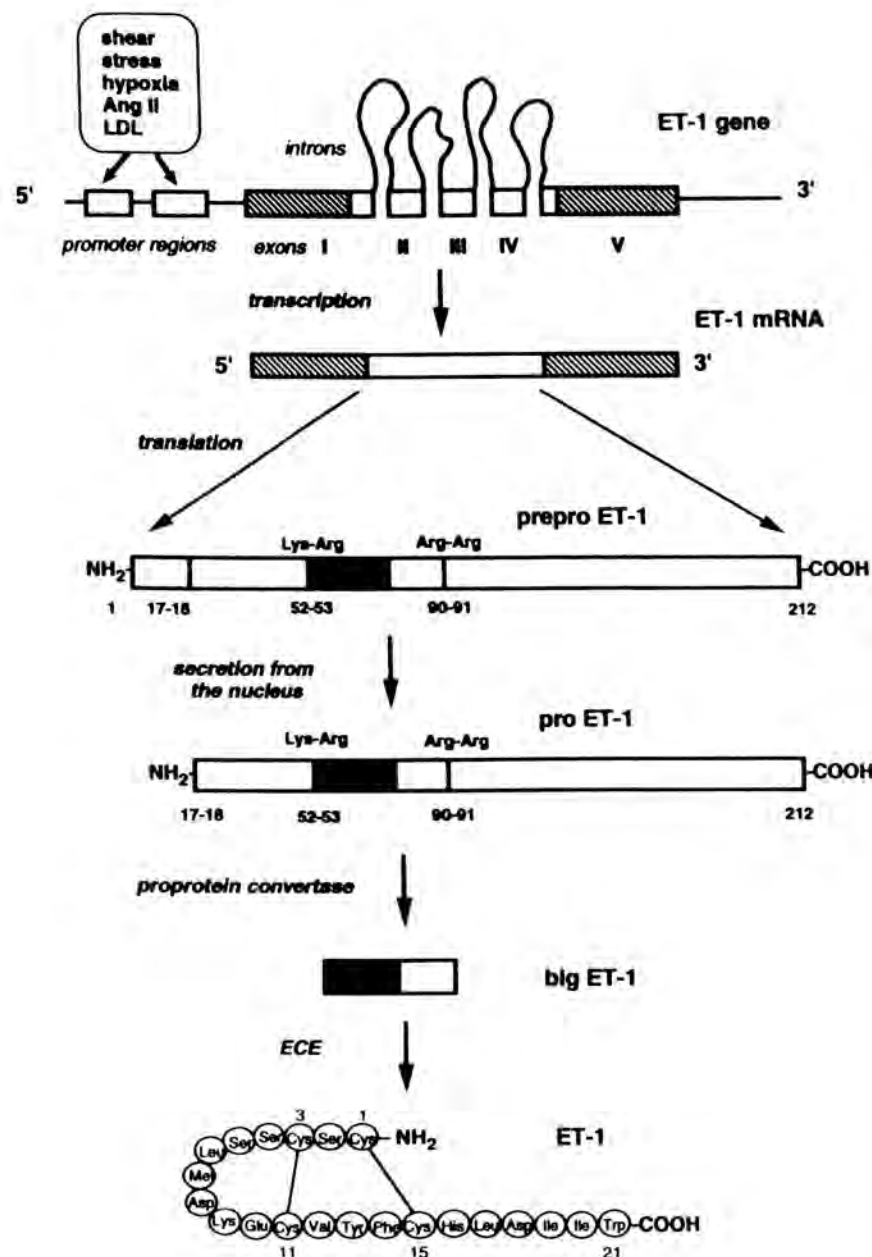 shear
stress
hypoxia
Ang II
LDL
introns
ET-1 gene
5'
3'
promoter regions
exons I II III IV V
transcription
ET-1 mRNA
5'
3'
translation
prepro ET-1
Lys-Arg
Arg-Arg
NH2
COOH
1
17-18
52-53
90-91
212
secretion from
the nucleus
pro ET-1
Lys-Arg
Arg-Arg
NH2
COOH
17-18
52-53
90-91
212
proprotein convertase
big ET-1
ECE
ET-1
3
1
Leu Ser Ser Cys Ser Cys NH2
Met
Asp
Lys Glu Cys Val Tyr Phe Cys His Leu Asp Ile Ile Trp COOH
11
15
21